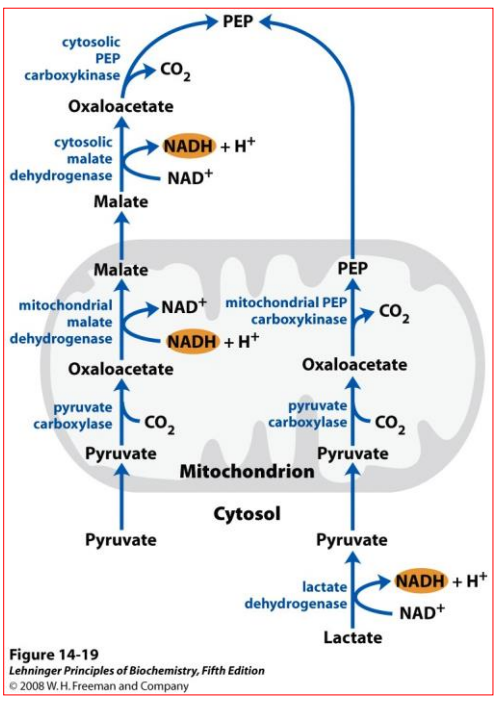 PEP
cytosolic
PEP
carboxykinase
CO2
Oxaloacetate
cytosolic
malate
dehydrogenase
NADH + H+
NAD+
Malate
Malate
mitochondrial
malate
dehydrogenase
NAD+
NADH + H+
Oxaloacetate
pyruvate
carboxylase
CO2
Pyruvate
Pyruvate
PEP
mitochondrial PEP
carboxykinase
CO2
Oxaloacetate
pyruvate
carboxylase
CO2
Pyruvate
Mitochondrion
Cytosol
Pyruvate
lactate
dehydrogenase
NADH + H+
NAD+
Lactate
Figure 14-19
Lehninger Principles of Biochemistry, Fifth Edition
© 2008 W. H. Freeman and Company